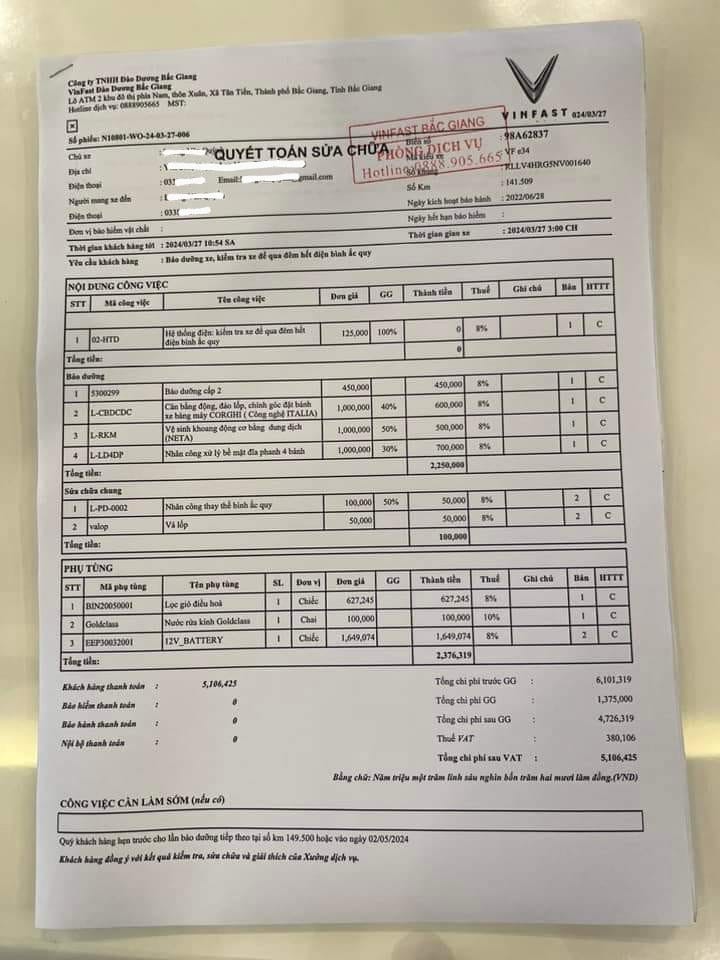 Công ty TNHH Đào Dương Bắc Giang
VinFast Đào Dương Bắc Giang
Lô ATM 2 khu đô thị phía Nam, thôn Xuân, Xã Tân Tiến, Thành phố Bắc Giang, Tỉnh Bắc Giang
Hotline dịch vụ: 0888905665 MST:
VINFAST 024/03/27
Số phiếu: N10801-WO-24-03-27-006
QUYẾT TOÁN SỬA CHỮA
VINFAST BẮC GIANG
PHÒNG DỊCH VỤ
Hotline: 0888.905.665
Chủ xe :
Biển số : 98A62837
Địa chỉ :
Mã kiểu xe : VF e34
Điện thoại : 033 Email: gmail.com
Số khung : RLLV4HRG5NV001640
Người mang xe đến :
Số Km : 141.509
Điện thoại : 033
Ngày kích hoạt bảo hành : 2022/06/28
Đơn vị bảo hiểm vật chất :
Ngày hết hạn bảo hiểm :
Thời gian khách hàng tới : 2024/03/27 10:54 SA
Thời gian giao xe : 2024/03/27 3:00 CH
Yêu cầu khách hàng : Bảo dưỡng xe, kiểm tra xe để qua đêm hết điện bình ắc quy
NỘI DUNG CÔNG VIỆC
STT Mã công việc Tên công việc Đơn giá GG Thành tiền Thuế Ghi chú Bản HTTT
1 02-HTD Hệ thống điện: kiểm tra xe để qua đêm hết điện bình ắc quy 125,000 100% 0 8% 1 C
Tổng tiền: 0
Bảo dưỡng
1 5300299 Bảo dưỡng cấp 2 450,000 450,000 8% 1 C
2 L-CBDCDC Cân bằng động, đảo lốp, chỉnh góc đặt bánh xe bằng máy CORGHI ( Công nghệ ITALIA) 1,000,000 40% 600,000 8% 1 C
3 L-RKM Vệ sinh khoang động cơ bằng dung dịch (NETA) 1,000,000 50% 500,000 8% 1 C
4 L-LD4DP Nhân công xử lý bề mặt đĩa phanh 4 bánh 1,000,000 30% 700,000 8% 1 C
Tổng tiền: 2,250,000
Sửa chữa chung
1 L-PD-0002 Nhân công thay thế bình ắc quy 100,000 50% 50,000 8% 2 C
2 valop Vá lốp 50,000 50,000 8% 2 C
Tổng tiền: 100,000
PHỤ TÙNG
STT Mã phụ tùng Tên phụ tùng SL Đơn vị Đơn giá GG Thành tiền Thuế Ghi chú Bản HTTT
1 BIN20050001 Lọc gió điều hoà 1 Chiếc 627,245 627,245 8% 1 C
2 Goldclass Nước rửa kính Goldclass 1 Chai 100,000 100,000 10% 1 C
3 EEP30032001 12V_BATTERY 1 Chiếc 1,649,074 1,649,074 8% 2 C
Tổng tiền: 2,376,319
Khách hàng thanh toán : 5,106,425
Tổng chi phí trước GG : 6,101,319
Bảo hiểm thanh toán : 0
Tổng chi phí GG : 1,375,000
Bảo hành thanh toán : 0
Tổng chi phí sau GG : 4,726,319
Nội bộ thanh toán : 0
Thuế VAT : 380,106
Tổng chi phí sau VAT : 5,106,425
Bằng chữ: Năm triệu một trăm linh sáu nghìn bốn trăm hai mươi lăm đồng.(VND)
CÔNG VIỆC CẦN LÀM SỚM (nếu có)
Quý khách hàng hẹn trước cho lần bảo dưỡng tiếp theo tại số km 149.500 hoặc vào ngày 02/05/2024
Khách hàng đồng ý với kết quả kiểm tra, sửa chữa và giải thích của Xưởng dịch vụ.